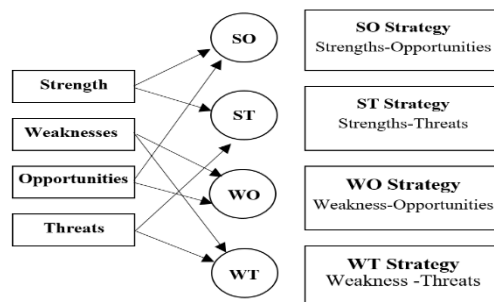 Strength
Weaknesses
Opportunities
Threats
SO
ST
WO
WT
SO Strategy
Strengths-Opportunities
ST Strategy
Strengths-Threats
WO Strategy
Weakness-Opportunities
WT Strategy
Weakness -Threats